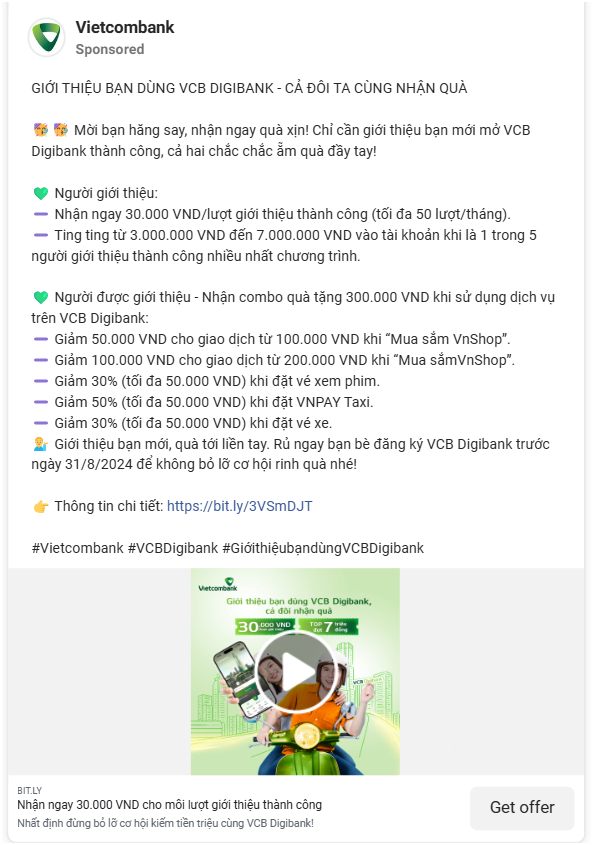 Vietcombank
Sponsored
GIỚI THIỆU BẠN DÙNG VCB DIGIBANK - CẢ ĐÔI TA CÙNG NHẬN QUÀ
🥳 🥳 Mời bạn hăng say, nhận ngay quà xịn! Chỉ cần giới thiệu bạn mới mở VCB
Digibank thành công, cả hai chắc chắc ẵm quà đầy tay!
💚 Người giới thiệu:
➖ Nhận ngay 30.000 VND/lượt giới thiệu thành công (tối đa 50 lượt/tháng).
➖ Ting ting từ 3.000.000 VND đến 7.000.000 VND vào tài khoản khi là 1 trong 5
người giới thiệu thành công nhiều nhất chương trình.
💚 Người được giới thiệu - Nhận combo quà tặng 300.000 VND khi sử dụng dịch vụ
trên VCB Digibank:
➖ Giảm 50.000 VND cho giao dịch từ 100.000 VND khi “Mua sắm VnShop”.
➖ Giảm 100.000 VND cho giao dịch từ 200.000 VND khi “Mua sắmVnShop”.
➖ Giảm 30% (tối đa 50.000 VND) khi đặt vé xem phim.
➖ Giảm 50% (tối đa 50.000 VND) khi đặt VNPAY Taxi.
➖ Giảm 30% (tối đa 50.000 VND) khi đặt vé xe.
💁 Giới thiệu bạn mới, quà tới liền tay. Rủ ngay bạn bè đăng ký VCB Digibank trước
ngày 31/8/2024 để không bỏ lỡ cơ hội rinh quà nhé!
👉 Thông tin chi tiết: https://bit.ly/3VSmDJT
#Vietcombank #VCBDigibank #GiớithiệubạndùngVCBDigibank
Vietcombank
Giới thiệu bạn dùng VCB Digibank,
cả đôi nhận quà
30.000 VND
TOP 7 triệu đồng
VCB
BIT.LY
Nhận ngay 30.000 VND cho mỗi lượt giới thiệu thành công
Nhất định đừng bỏ lỡ cơ hội kiếm tiền triệu cùng VCB Digibank!
Get offer